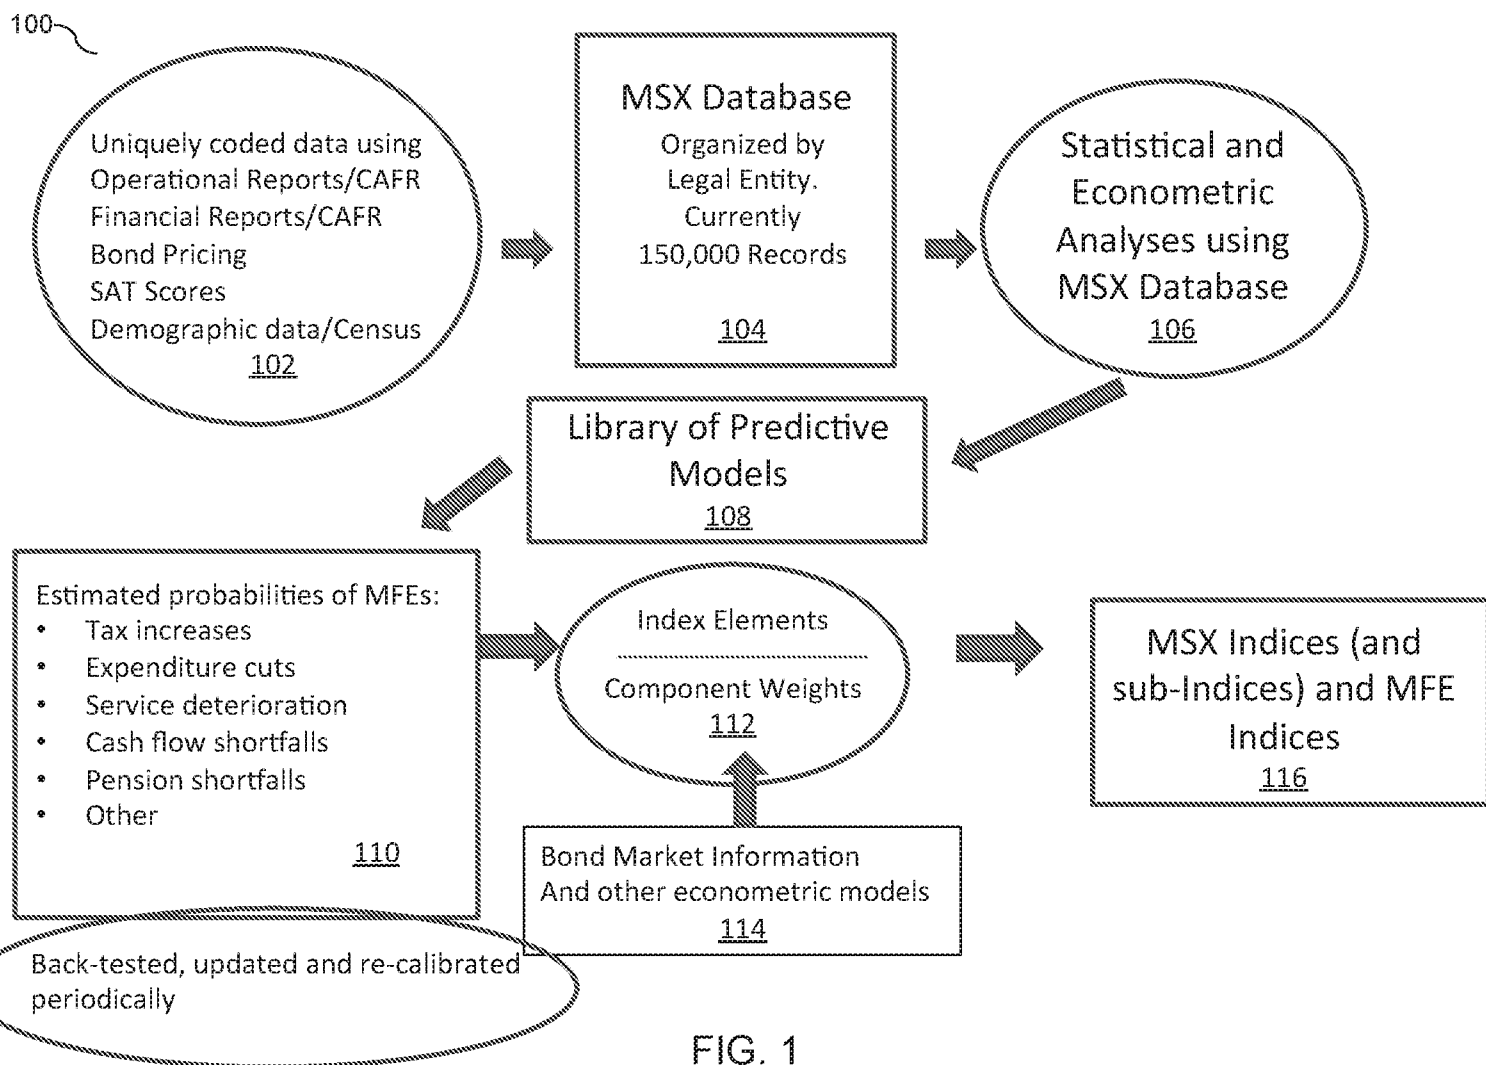 100
Uniquely coded data using
Operational Reports/CAFR
Financial Reports/CAFR
Bond Pricing
SAT Scores
Demographic data/Census
102
MSX Database
Organized by
Legal Entity.
Currently
150,000 Records
104
Statistical and
Econometric
Analyses using
MSX Database
106
Library of Predictive
Models
108
Estimated probabilities of MFEs:
• Tax increases
• Expenditure cuts
• Service deterioration
• Cash flow shortfalls
• Pension shortfalls
• Other
110
Index Elements
Component Weights
112
MSX Indices (and
sub-Indices) and MFE
Indices
116
Bond Market Information
And other econometric models
114
Back-tested, updated and re-calibrated
periodically
FIG. 1